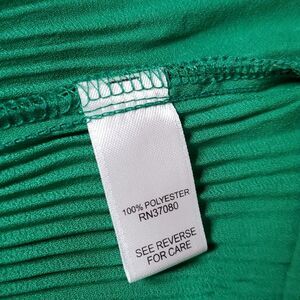 100% POLYESTER
RN37080
SEE REVERSE
FOR CARE